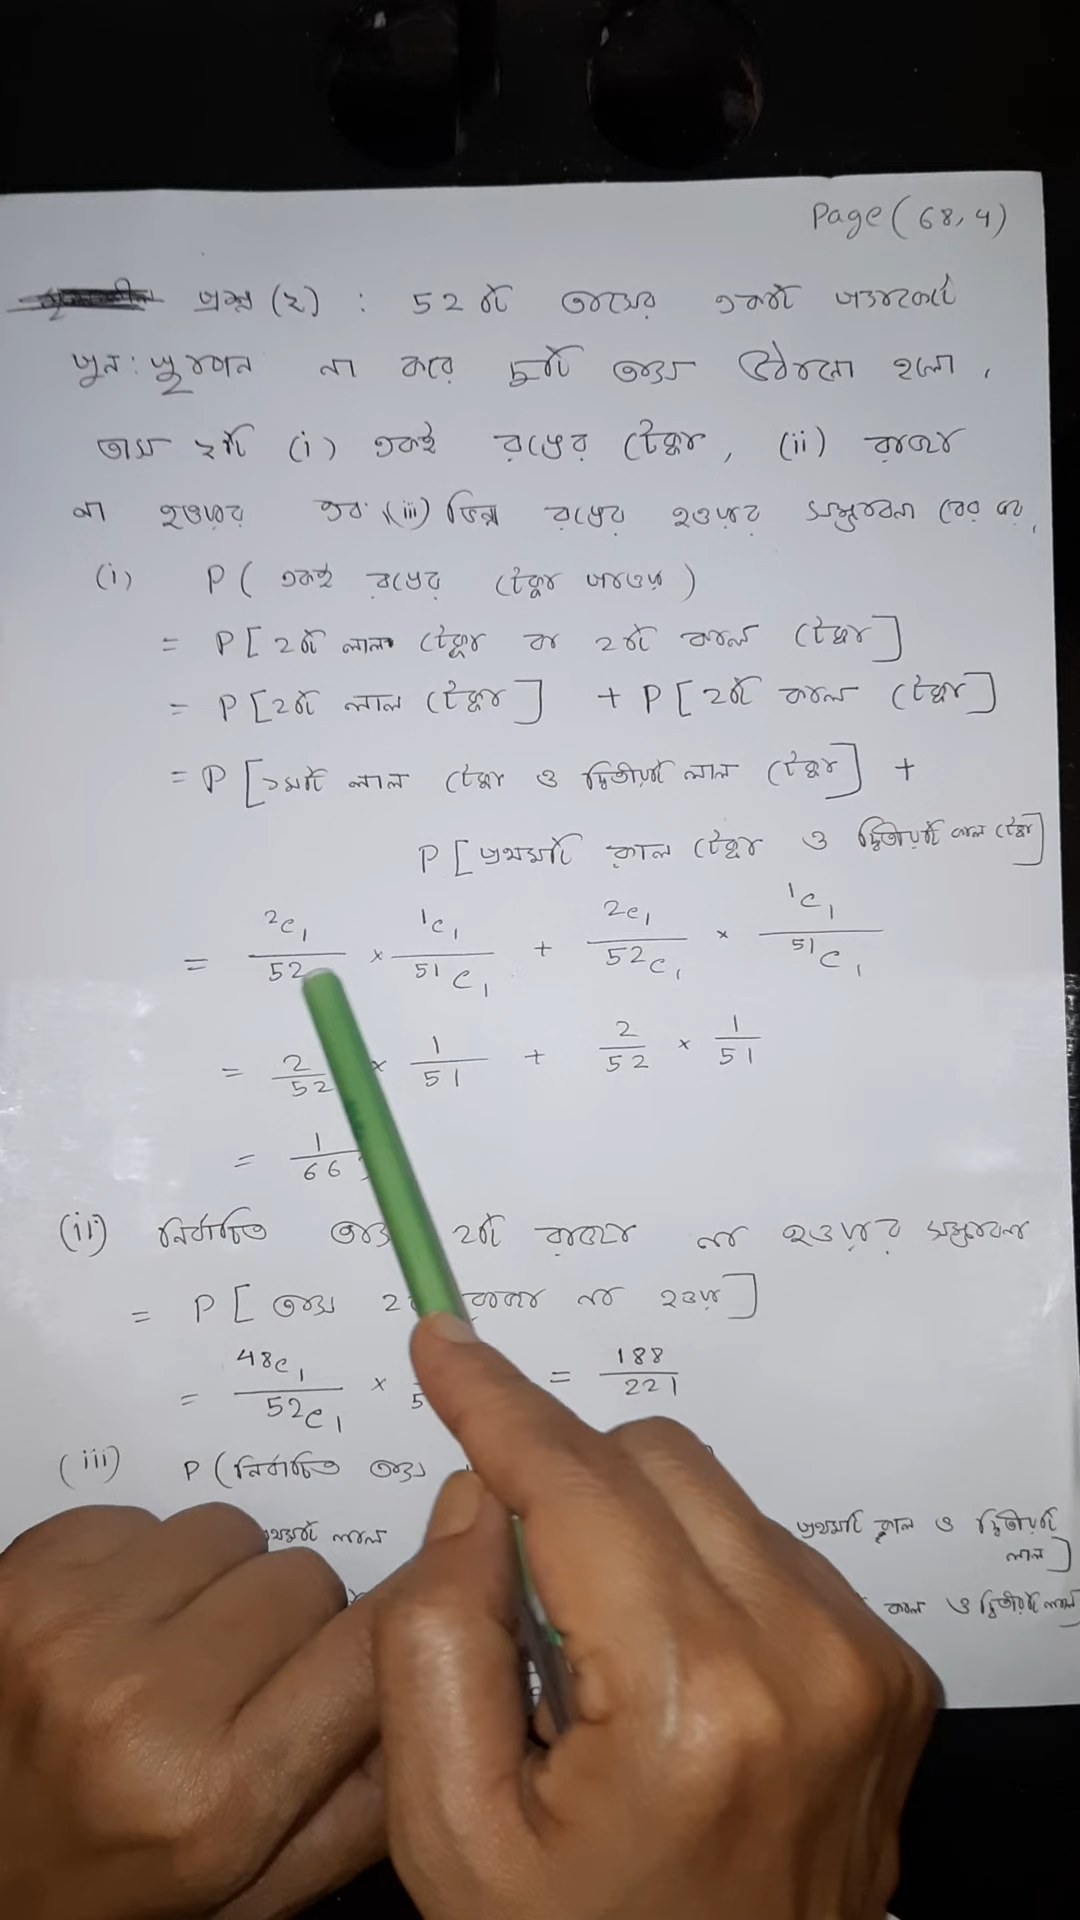 Page (68, 4)
প্রশ্ন (২) : 52 টি তাসের একটি প্যাকেট
পুন: স্থাপন না করে দুটি তাস টানা হলো,
তাস ২টি (i) একই রঙের টেক্কা, (ii) রাজা
না হওয়ার এবং (iii) ভিন্ন রঙের হওয়ার সম্ভাবনা বের কর,
(i) P ( একই রঙের টেক্কা পাওয়া )
= P [ 2টি লাল টেক্কা বা 2টি কাল টেক্কা ]
= P [ 2টি লাল টেক্কা ] + P [ 2টি কাল টেক্কা ]
= P [ ১মটি লাল টেক্কা ও দ্বিতীয়টি লাল টেক্কা ] +
P [ প্রথমটি কাল টেক্কা ও দ্বিতীয়টি কাল টেক্কা ]
= ²C₁/52 × ¹C₁/⁵¹C₁ + ²C₁/⁵²C₁ × ¹C₁/⁵¹C₁
= 2/52 × 1/51 + 2/52 × 1/51
= 1/66
(ii) নির্বাচিত তাস 2টি রাজা না হওয়ার সম্ভাবনা
= P [ তাস 2 রাজা না হওয়া ]
= ⁴⁸C₁/⁵²C₁ × 5 = 188/221
(iii) P ( নির্বাচিত তাস
প্রথমটি লাল প্রথমটি কাল ও দ্বিতীয়টি লাল ]
কাল ও দ্বিতীয়টি লাল ]